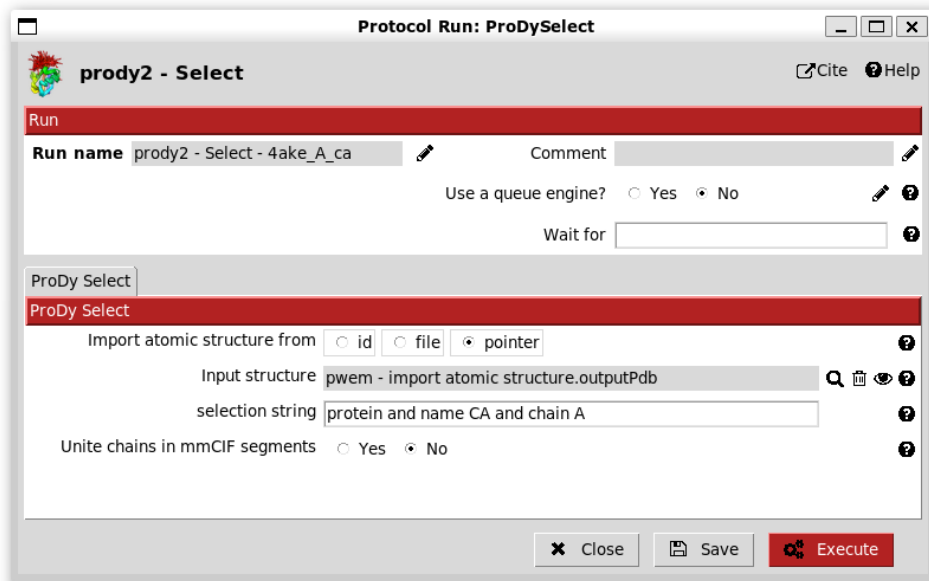 Protocol Run: ProDySelect
prody2 - Select
Cite Help
Run
Run name prody2 - Select - 4ake_A_ca Comment
Use a queue engine? Yes No
Wait for
ProDy Select
ProDy Select
Import atomic structure from id file pointer
Input structure pwem - import atomic structure.outputPdb
selection string protein and name CA and chain A
Unite chains in mmCIF segments Yes No
Close Save Execute